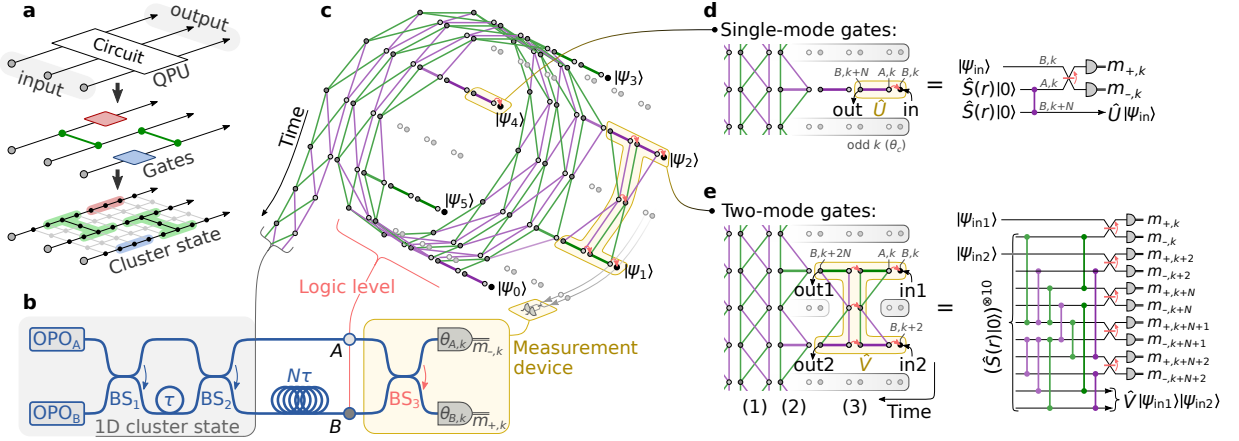 a
output
Circuit
QPU
input
Gates
Cluster state
b
OPO_A
OPO_B
BS_1
τ
BS_2
Nτ
A
B
BS_3
θ_{A,k}
m_{-,k}
θ_{B,k}
m_{+,k}
1D cluster state
Measurement
device
c
Time
|ψ_3⟩
|ψ_4⟩
|ψ_2⟩
|ψ_5⟩
|ψ_1⟩
|ψ_0⟩
Logic level
d
Single-mode gates:
B,k+N
A,k
B,k
out
Û
in
odd k (θ_c)
=
|ψ_in⟩
B,k
m_{+,k}
Ŝ(r)|0⟩
A,k
m_{-,k}
Ŝ(r)|0⟩
B,k+N
Û|ψ_in⟩
e
Two-mode gates:
B,k+2N
A,k
B,k
out1
in1
B,k+2
out2
V̂
in2
(1)
(2)
(3)
Time
=
|ψ_in1⟩
|ψ_in2⟩
(Ŝ(r)|0⟩)^{⊗10}
m_{+,k}
m_{-,k}
m_{+,k+2}
m_{-,k+2}
m_{+,k+N}
m_{-,k+N}
m_{+,k+N+1}
m_{-,k+N+1}
m_{+,k+N+2}
m_{-,k+N+2}
V̂|ψ_in1⟩|ψ_in2⟩